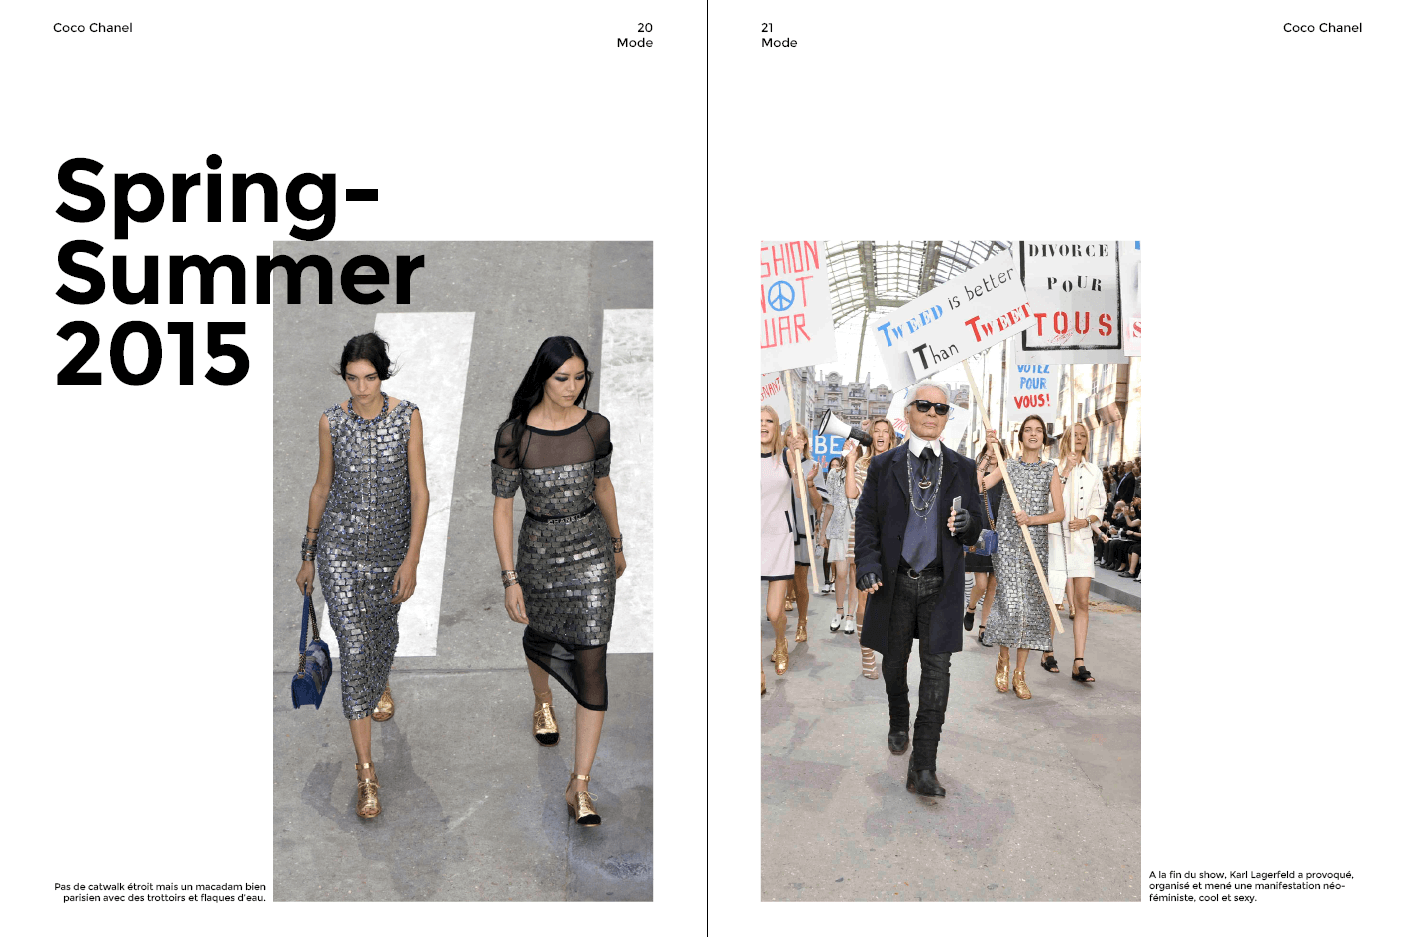 Coco Chanel
20
Mode
Spring-
Summer
2015
CHANEL
Pas de catwalk étroit mais un macadam bien
parisien avec des trottoirs et flaques d'eau.
21
Mode
Coco Chanel
SHION
NOT
WAR
TWEED is better
Than TWEET
DIVORCE
POUR
TOUS
VOTEZ
POUR
VOUS!
BE
A la fin du show, Karl Lagerfeld a provoqué,
organisé et mené une manifestation néo-
féministe, cool et sexy.